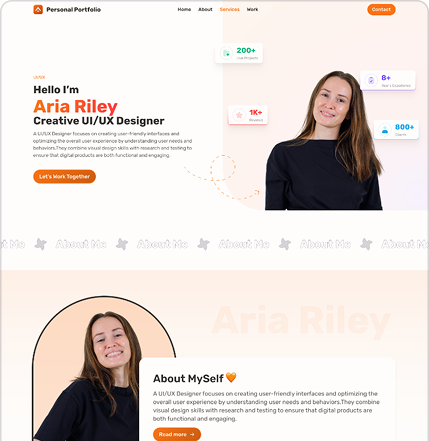 Personal Portfolio
Home About Services Work
Contact
200+
Live Projects
8+
Year's Experience
1K+
Reviews
800+
Clients
Hello I'm
Aria Riley
Creative UI/UX Designer
A UI/UX Designer focuses on creating user-friendly interfaces and
optimizing the overall user experience by understanding user needs and
behaviors.They combine visual design skills with research and testing to
ensure that digital products are both functional and engaging.
Let's Work Together
About Me About Me About Me About Me About Me
Aria Riley
About MySelf 🧡
A UI/UX Designer focuses on creating user-friendly interfaces and optimizing the
overall user experience by understanding user needs and behaviors.They combine
visual design skills with research and testing to ensure that digital products are
both functional and engaging.
Read more →